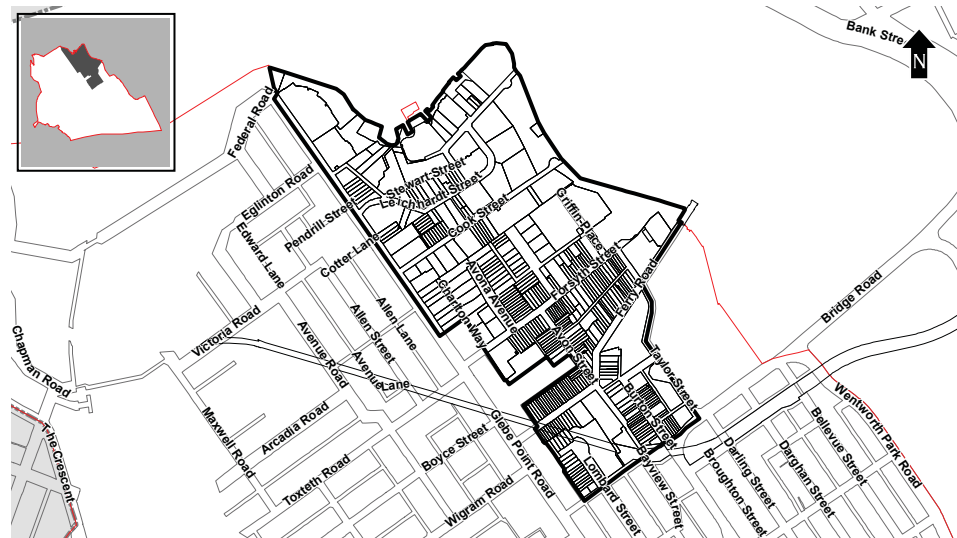 Bank Stre
N
Federal Road
Eglinton Road
Pendrill Street
Edward Lane
Cotter Lane
Stewart Street
Leichhardt Street
Cook Street
Griffin Place
Forsyth Street
Ferry Road
Avona Avenue
Charlton Way
Allen Lane
Allen Street
Avenue Road
Avenue Lane
Victoria Road
Chapman Road
The Crescent
Maxwell Road
Arcadia Road
Toxteth Road
Boyce Street
Wigram Road
Glebe Point Road
Avon Street
Taylor Street
Burton Street
Bayview Street
Lombard Street
Bridge Road
Wentworth Park Road
Bellevue Street
Darghan Street
Darling Street
Broughton Street